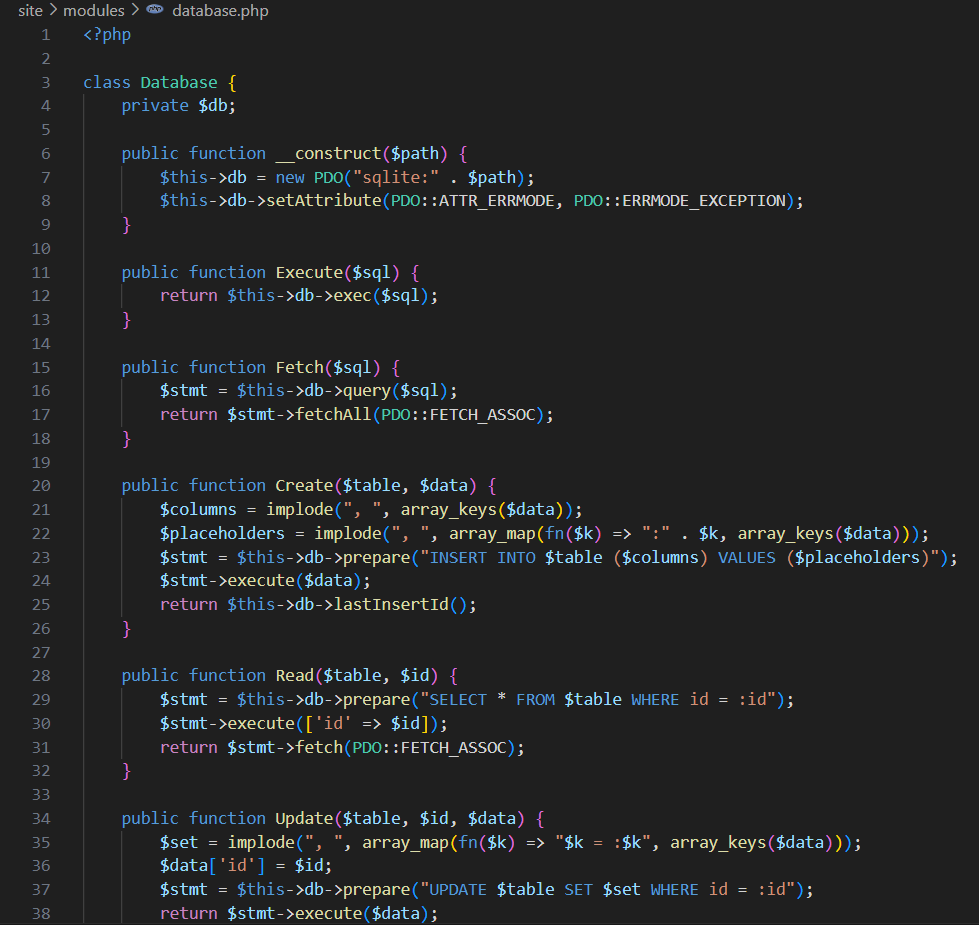 site > modules > php database.php
1 <?php
2
3 class Database {
4     private $db;
5
6     public function __construct($path) {
7         $this->db = new PDO("sqlite:" . $path);
8         $this->db->setAttribute(PDO::ATTR_ERRMODE, PDO::ERRMODE_EXCEPTION);
9     }
10
11     public function Execute($sql) {
12         return $this->db->exec($sql);
13     }
14
15     public function Fetch($sql) {
16         $stmt = $this->db->query($sql);
17         return $stmt->fetchAll(PDO::FETCH_ASSOC);
18     }
19
20     public function Create($table, $data) {
21         $columns = implode(", ", array_keys($data));
22         $placeholders = implode(", ", array_map(fn($k) => ":" . $k, array_keys($data)));
23         $stmt = $this->db->prepare("INSERT INTO $table ($columns) VALUES ($placeholders)");
24         $stmt->execute($data);
25         return $this->db->lastInsertId();
26     }
27
28     public function Read($table, $id) {
29         $stmt = $this->db->prepare("SELECT * FROM $table WHERE id = :id");
30         $stmt->execute(['id' => $id]);
31         return $stmt->fetch(PDO::FETCH_ASSOC);
32     }
33
34     public function Update($table, $id, $data) {
35         $set = implode(", ", array_map(fn($k) => "$k = :$k", array_keys($data)));
36         $data['id'] = $id;
37         $stmt = $this->db->prepare("UPDATE $table SET $set WHERE id = :id");
38         return $stmt->execute($data);